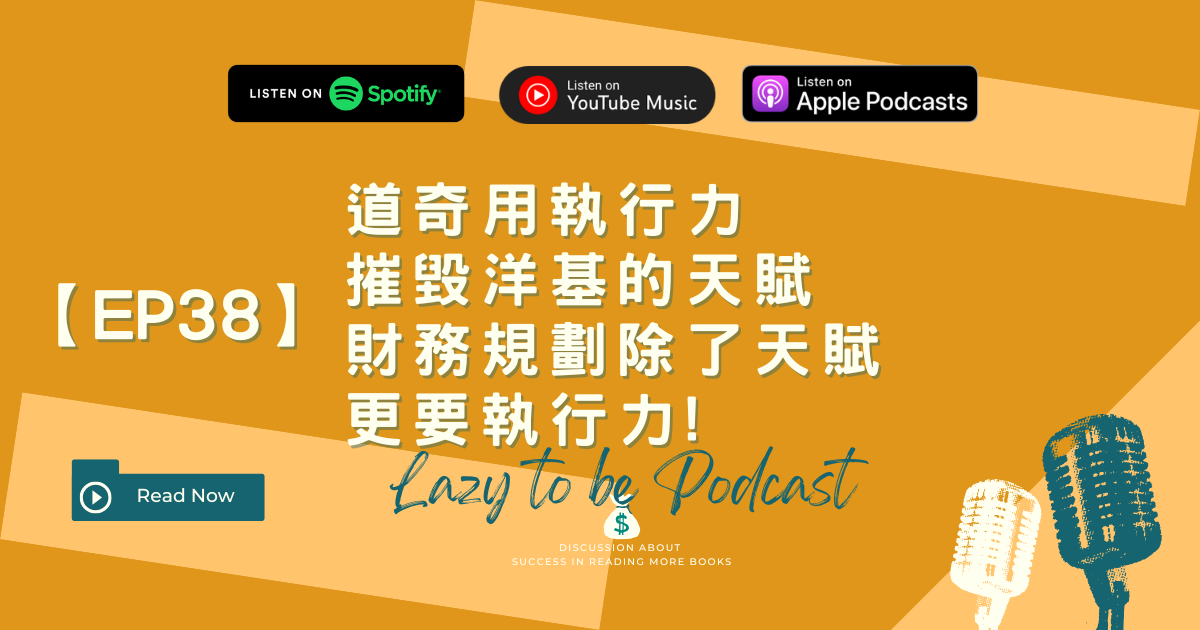 LISTEN ON Spotify
Listen on
YouTube Music
Listen on
Apple Podcasts
【EP38】
道奇用執行力
摧毀洋基的天賦
財務規劃除了天賦
更要執行力!
Lazy to be Podcast
$
DISCUSSION ABOUT
SUCCESS IN READING MORE BOOKS
Read Now